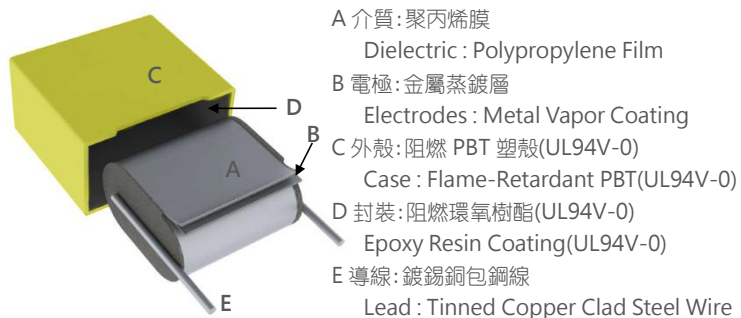 A 介質:聚丙烯膜
Dielectric : Polypropylene Film
B 電極:金屬蒸鍍層
Electrodes : Metal Vapor Coating
C 外殼:阻燃 PBT 塑殼(UL94V-0)
Case : Flame-Retardant PBT(UL94V-0)
D 封裝:阻燃環氧樹酯(UL94V-0)
Epoxy Resin Coating(UL94V-0)
E 導線:鍍錫銅包鋼線
Lead : Tinned Copper Clad Steel Wire
C
D
B
A
E